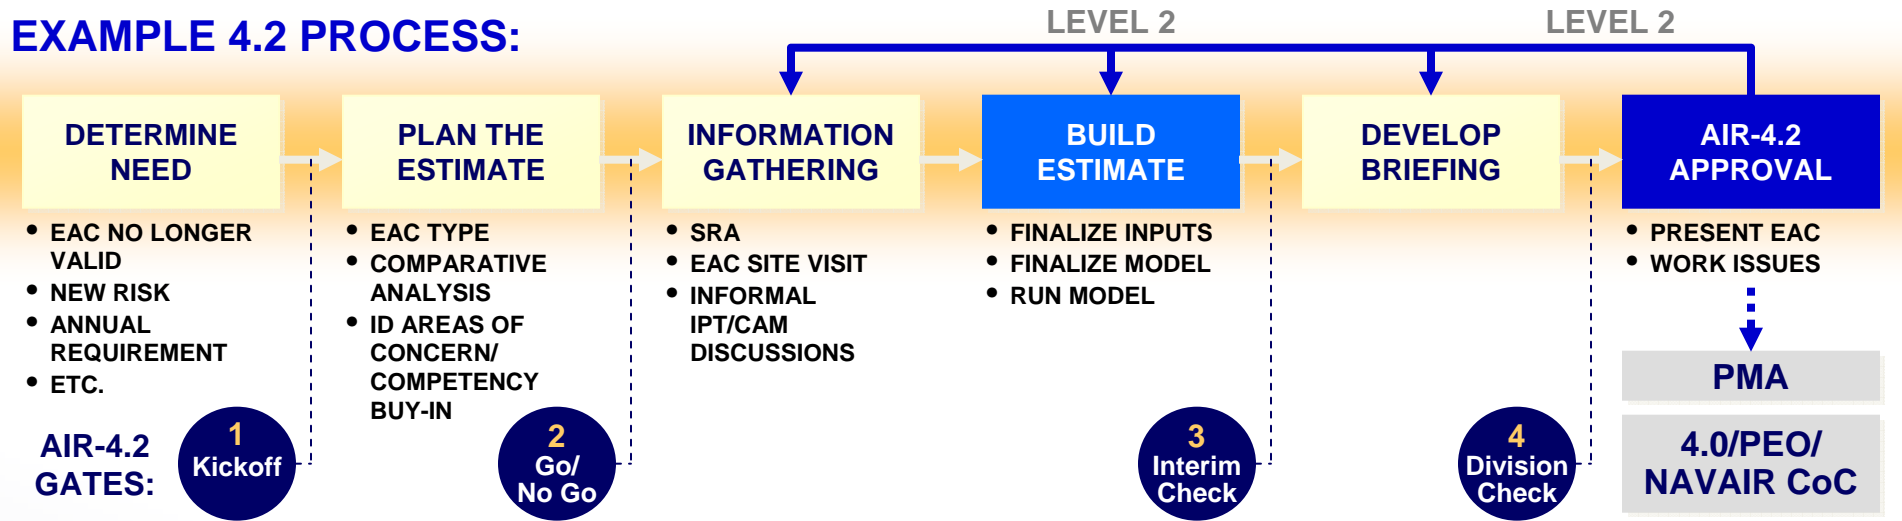 EXAMPLE 4.2 PROCESS:
LEVEL 2
LEVEL 2
DETERMINE
NEED
PLAN THE
ESTIMATE
INFORMATION
GATHERING
BUILD
ESTIMATE
DEVELOP
BRIEFING
AIR-4.2
APPROVAL
• EAC NO LONGER
VALID
• NEW RISK
• ANNUAL
REQUIREMENT
• ETC.
• EAC TYPE
• COMPARATIVE
ANALYSIS
• ID AREAS OF
CONCERN/
COMPETENCY
BUY-IN
• SRA
• EAC SITE VISIT
• INFORMAL
IPT/CAM
DISCUSSIONS
• FINALIZE INPUTS
• FINALIZE MODEL
• RUN MODEL
• PRESENT EAC
• WORK ISSUES
PMA
4.0/PEO/
NAVAIR CoC
AIR-4.2
GATES:
1
Kickoff
2
Go/
No Go
3
Interim
Check
4
Division
Check